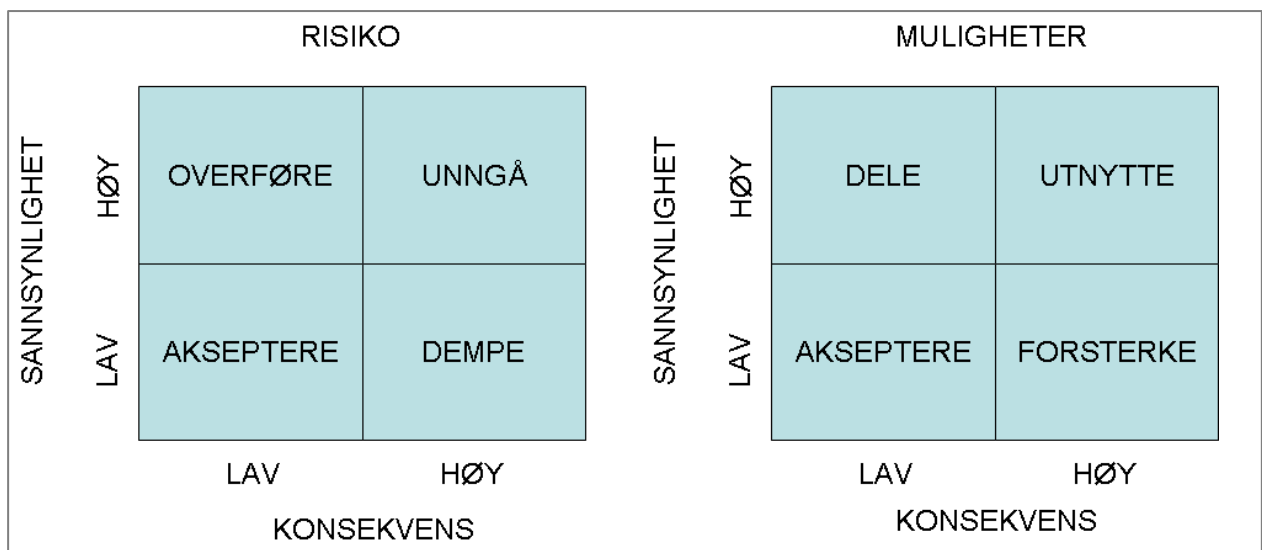 RISIKO
SANNSYNLIGHET
HØY
OVERFØRE
UNNGÅ
LAV
AKSEPTERE
DEMPE
LAV
HØY
KONSEKVENS
MULIGHETER
SANNSYNLIGHET
HØY
DELE
UTNYTTE
LAV
AKSEPTERE
FORSTERKE
LAV
HØY
KONSEKVENS